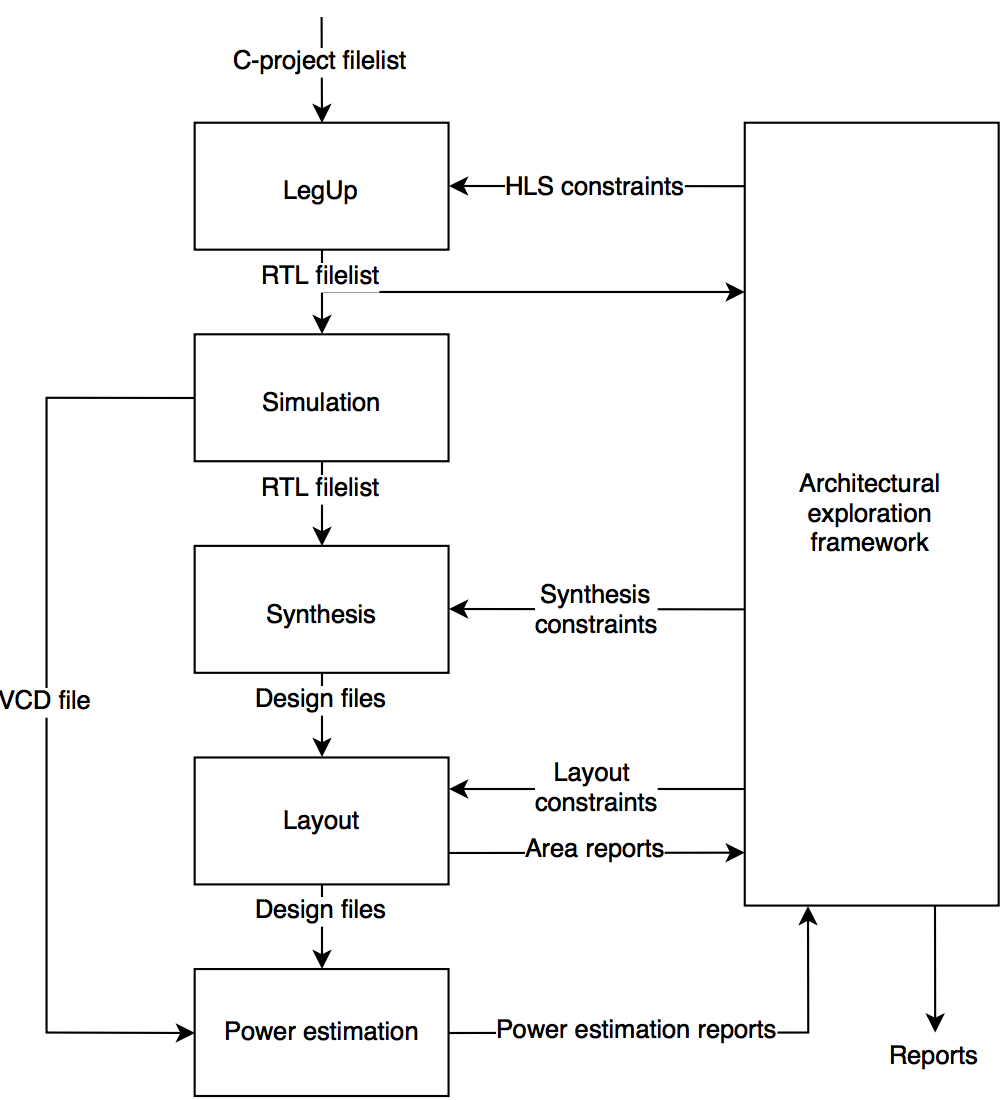 C-project filelist
LegUp
HLS constraints
RTL filelist
Simulation
RTL filelist
Architectural
exploration
framework
Synthesis
Synthesis
constraints
VCD file
Design files
Layout
Layout
constraints
Area reports
Design files
Power estimation
Power estimation reports
Reports